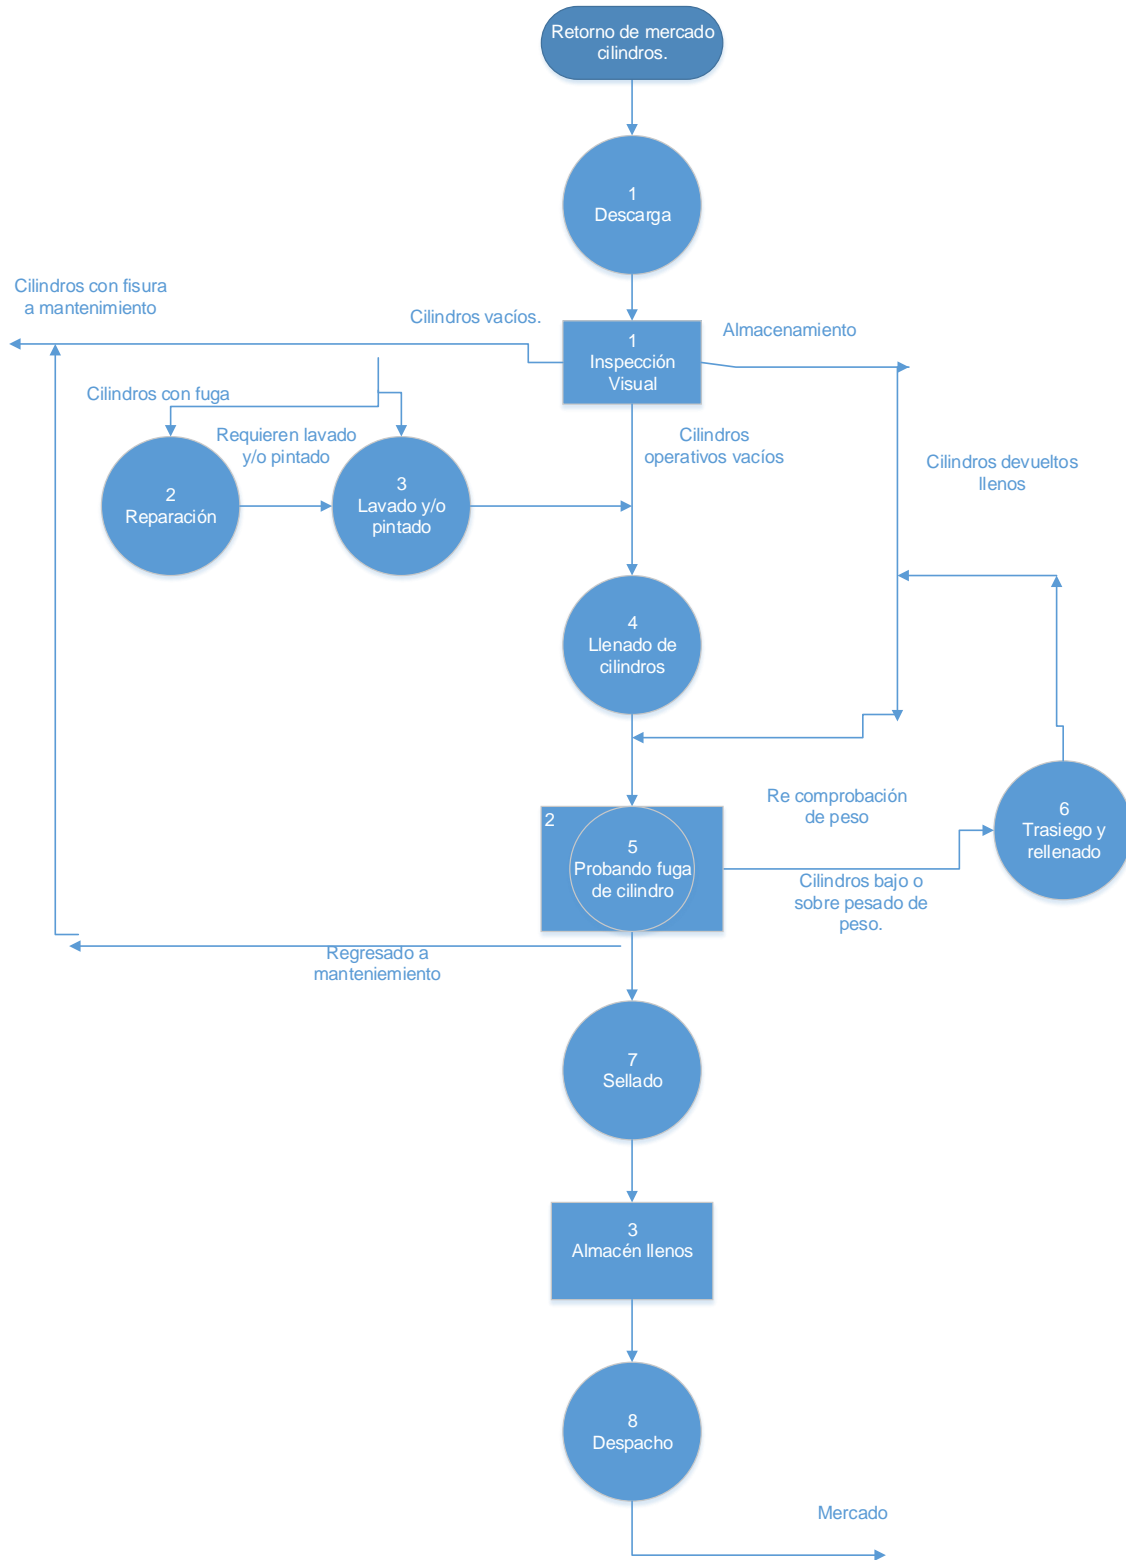 Retorno de mercado
cilindros.
1
Descarga
Cilindros con fisura
a mantenimiento
Cilindros vacíos.
1
Inspección
Visual
Almacenamiento
Cilindros con fuga
Requieren lavado
y/o pintado
Cilindros
operativos vacíos
Cilindros devueltos
llenos
2
Reparación
3
Lavado y/o
pintado
4
Llenado de
cilindros
Re comprobación
de peso
2
5
Probando fuga
de cilindro
6
Trasiego y
rellenado
Cilindros bajo o
sobre pesado de
peso.
Regresado a
manteniemiento
7
Sellado
3
Almacén llenos
8
Despacho
Mercado